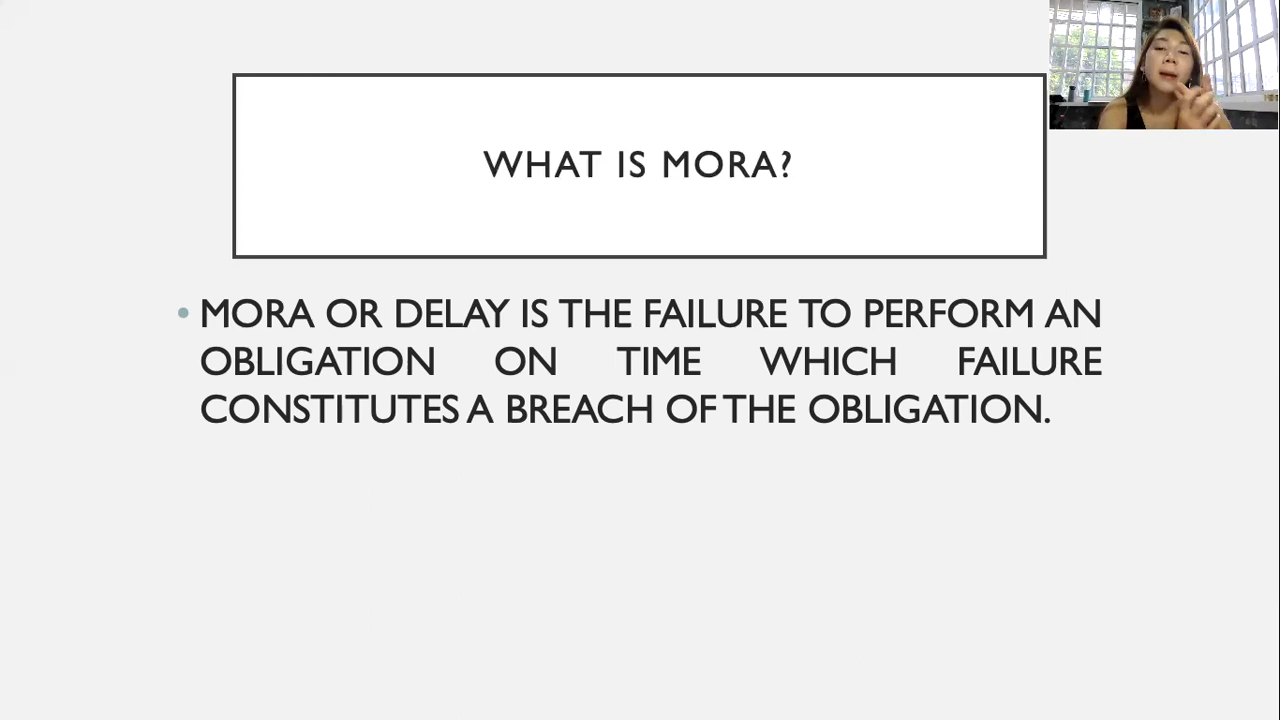 WHAT IS MORA?
• MORA OR DELAY IS THE FAILURE TO PERFORM AN
OBLIGATION ON TIME WHICH FAILURE
CONSTITUTES A BREACH OF THE OBLIGATION.